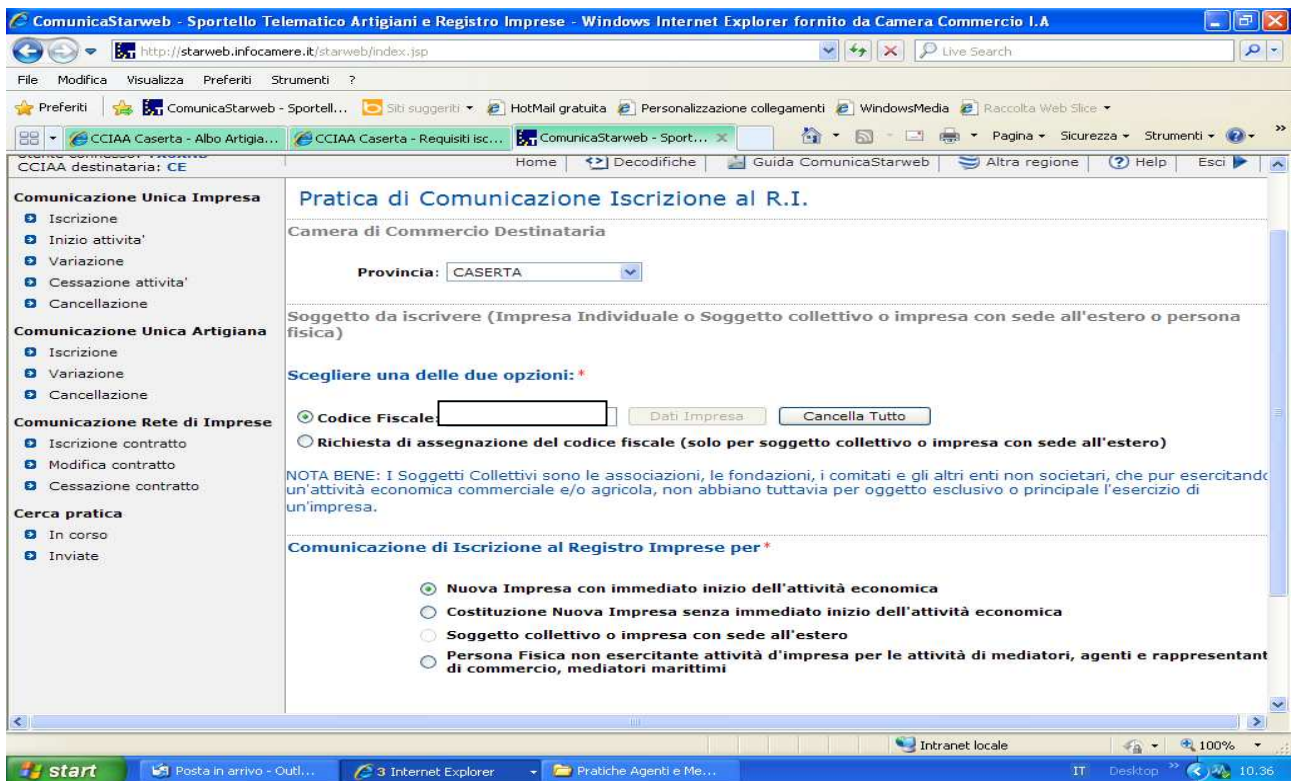 ComunicaStarweb - Sportello Telematico Artigiani e Registro Imprese - Windows Internet Explorer fornito da Camera Commercio I.A
http://starweb.infocamere.it/starweb/index.jsp
Live Search
File Modifica Visualizza Preferiti Strumenti ?
Preferiti ComunicaStarweb - Sportell... Siti suggeriti HotMail gratuita Personalizzazione collegamenti WindowsMedia Raccolta Web Slice
CCIAA Caserta - Albo Artigia... CCIAA Caserta - Requisiti isc... ComunicaStarweb - Sport... Pagina Sicurezza Strumenti »
Utente connesso:
CCIAA destinataria: CE
Home Decodifiche Guida ComunicaStarweb Altra regione Help Esci
Comunicazione Unica Impresa
Iscrizione
Inizio attivita'
Variazione
Cessazione attivita'
Cancellazione
Comunicazione Unica Artigiana
Iscrizione
Variazione
Cancellazione
Comunicazione Rete di Imprese
Iscrizione contratto
Modifica contratto
Cessazione contratto
Cerca pratica
In corso
Inviate
Pratica di Comunicazione Iscrizione al R.I.
Camera di Commercio Destinataria
Provincia: CASERTA
Soggetto da iscrivere (Impresa Individuale o Soggetto collettivo o impresa con sede all'estero o persona
fisica)
Scegliere una delle due opzioni: *
Codice Fiscale: Dati Impresa Cancella Tutto
Richiesta di assegnazione del codice fiscale (solo per soggetto collettivo o impresa con sede all'estero)
NOTA BENE: I Soggetti Collettivi sono le associazioni, le fondazioni, i comitati e gli altri enti non societari, che pur esercitando
un'attività economica commerciale e/o agricola, non abbiano tuttavia per oggetto esclusivo o principale l'esercizio di
un'impresa.
Comunicazione di Iscrizione al Registro Imprese per *
Nuova Impresa con immediato inizio dell'attività economica
Costituzione Nuova Impresa senza immediato inizio dell'attività economica
Soggetto collettivo o impresa con sede all'estero
Persona Fisica non esercitante attività d'impresa per le attività di mediatori, agenti e rappresentant
di commercio, mediatori marittimi
Intranet locale 100%
start Posta in arrivo - Outl... 3 Internet Explorer Pratiche Agenti e Me... IT Desktop » 10.36